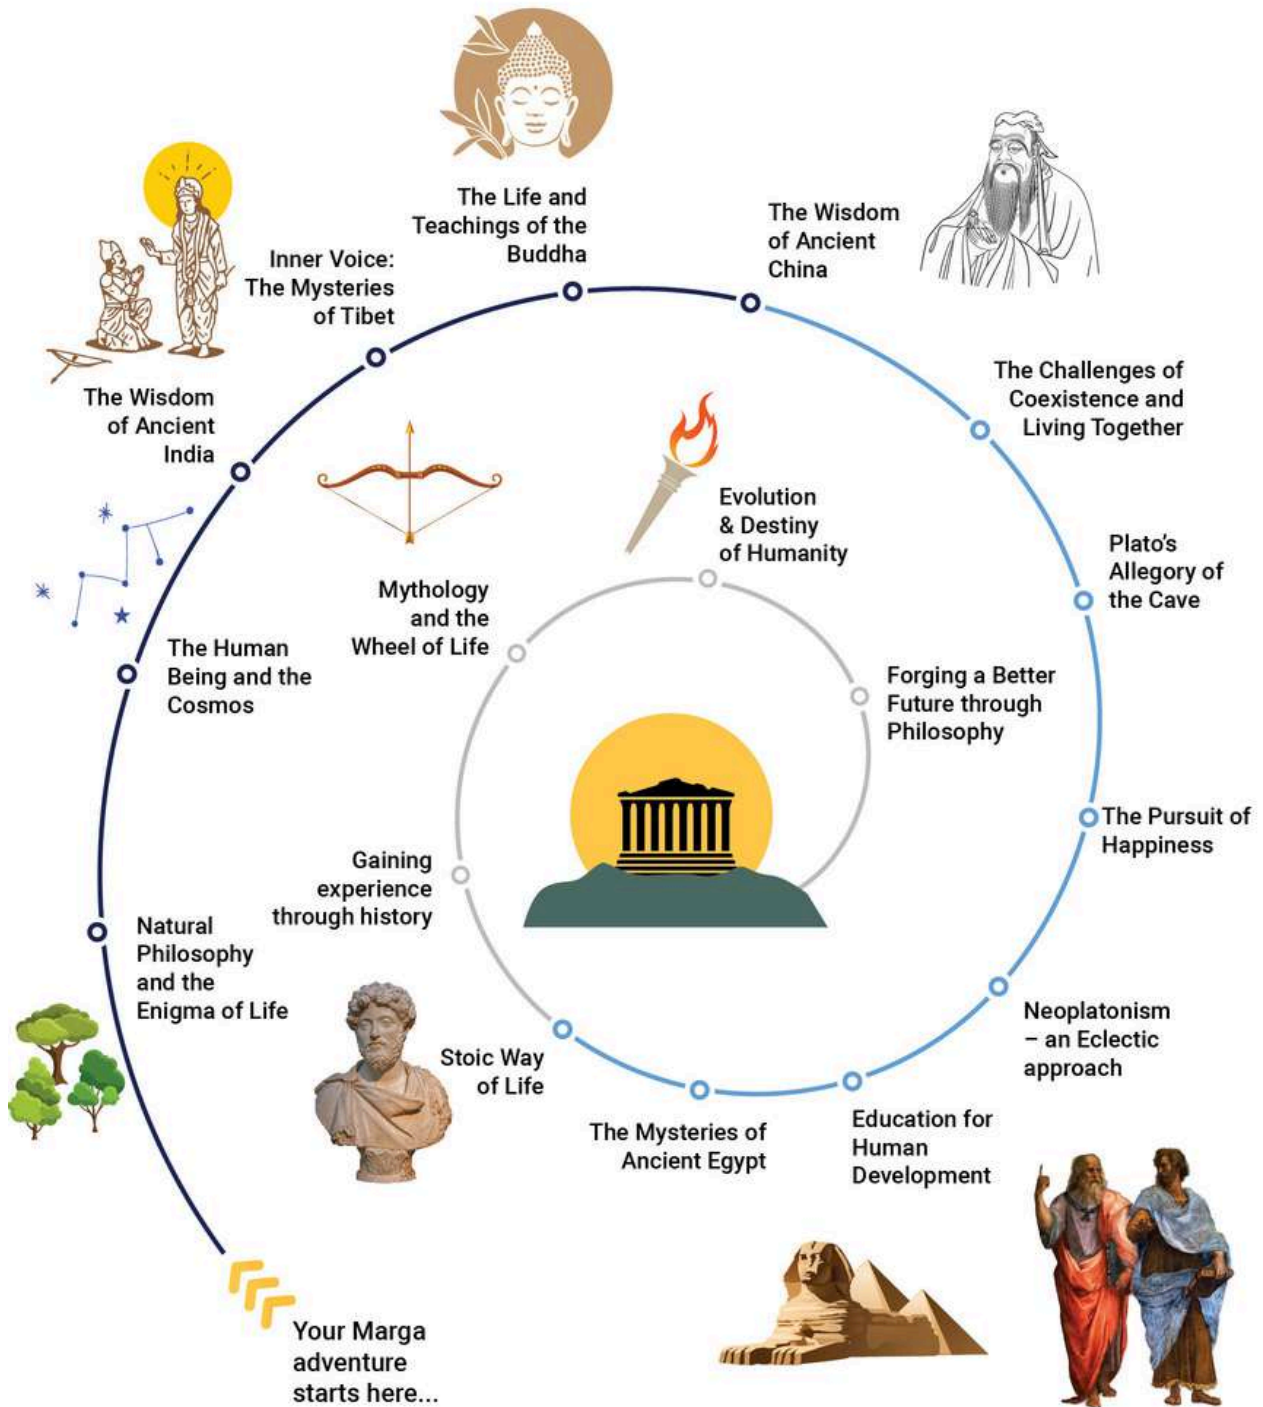 Your Marga
adventure
starts here...
Natural
Philosophy
and the
Enigma of Life
The Human
Being and the
Cosmos
The Wisdom
of Ancient
India
Inner Voice:
The Mysteries
of Tibet
The Life and
Teachings of the
Buddha
The Wisdom
of Ancient
China
The Challenges of
Coexistence and
Living Together
Plato's
Allegory of
the Cave
The Pursuit of
Happiness
Neoplatonism
– an Eclectic
approach
Education for
Human
Development
The Mysteries of
Ancient Egypt
Stoic Way
of Life
Gaining
experience
through history
Mythology
and the
Wheel of Life
Evolution
& Destiny
of Humanity
Forging a Better
Future through
Philosophy